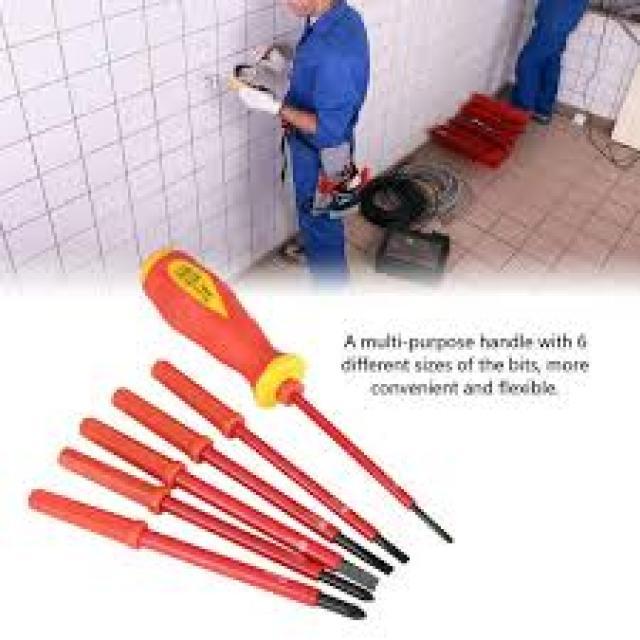 A multi-purpose handle with 6
different sizes of the bits, more
convenient and flexible.